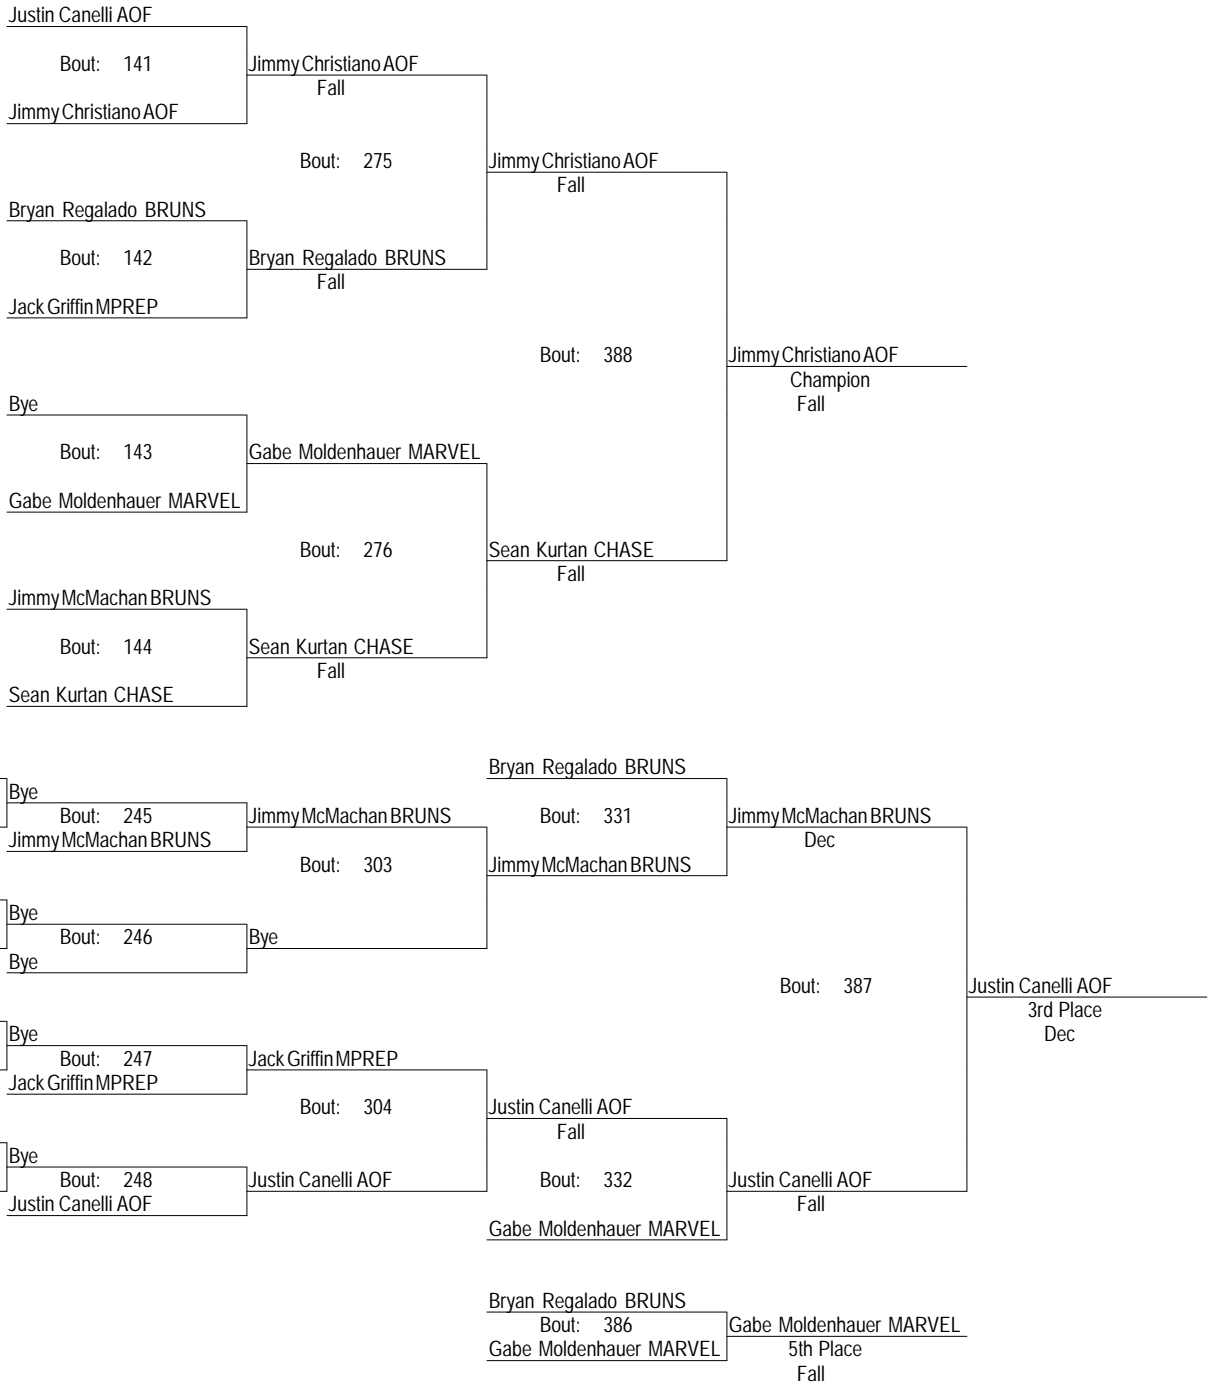 Justin Canelli AOF
Bout: 141
Jimmy Christiano AOF
Fall
Jimmy Christiano AOF
Bout: 275
Jimmy Christiano AOF
Fall
Bryan Regalado BRUNS
Bout: 142
Bryan Regalado BRUNS
Fall
Jack Griffin MPREP
Bout: 388
Jimmy Christiano AOF
Champion
Fall
Bye
Bout: 143
Gabe Moldenhauer MARVEL
Gabe Moldenhauer MARVEL
Bout: 276
Sean Kurtan CHASE
Fall
Jimmy McMachan BRUNS
Bout: 144
Sean Kurtan CHASE
Fall
Sean Kurtan CHASE
Bryan Regalado BRUNS
Bye
Bout: 245
Jimmy McMachan BRUNS
Bout: 331
Jimmy McMachan BRUNS
Dec
Jimmy McMachan BRUNS
Bout: 303
Jimmy McMachan BRUNS
Bye
Bout: 246
Bye
Bye
Bout: 387
Justin Canelli AOF
3rd Place
Dec
Bye
Bout: 247
Jack Griffin MPREP
Jack Griffin MPREP
Bout: 304
Justin Canelli AOF
Fall
Bye
Bout: 248
Justin Canelli AOF
Bout: 332
Justin Canelli AOF
Fall
Justin Canelli AOF
Gabe Moldenhauer MARVEL
Bryan Regalado BRUNS
Bout: 386
Gabe Moldenhauer MARVEL
Gabe Moldenhauer MARVEL
5th Place
Fall